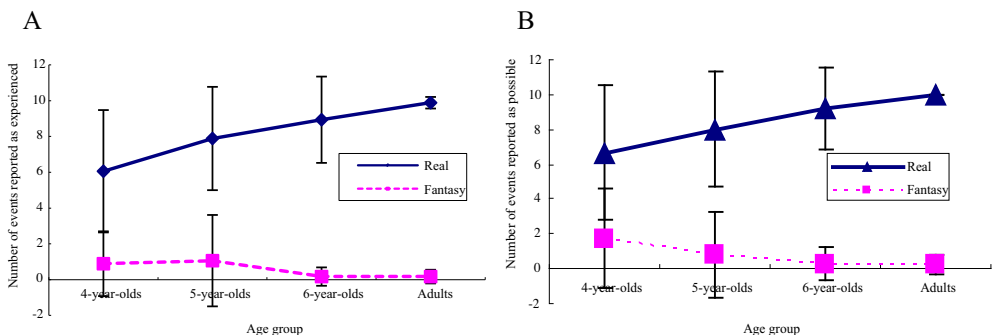 A
Number of events reported as experienced
12
10
8
6
4
2
0
-2
4-year-olds 5-year-olds 6-year-olds Adults
Age group
Real
Fantasy
B
Number of events reported as possible
12
10
8
6
4
2
0
-2
4-year-olds 5-year-olds 6-year-olds Adults
Age group
Real
Fantasy